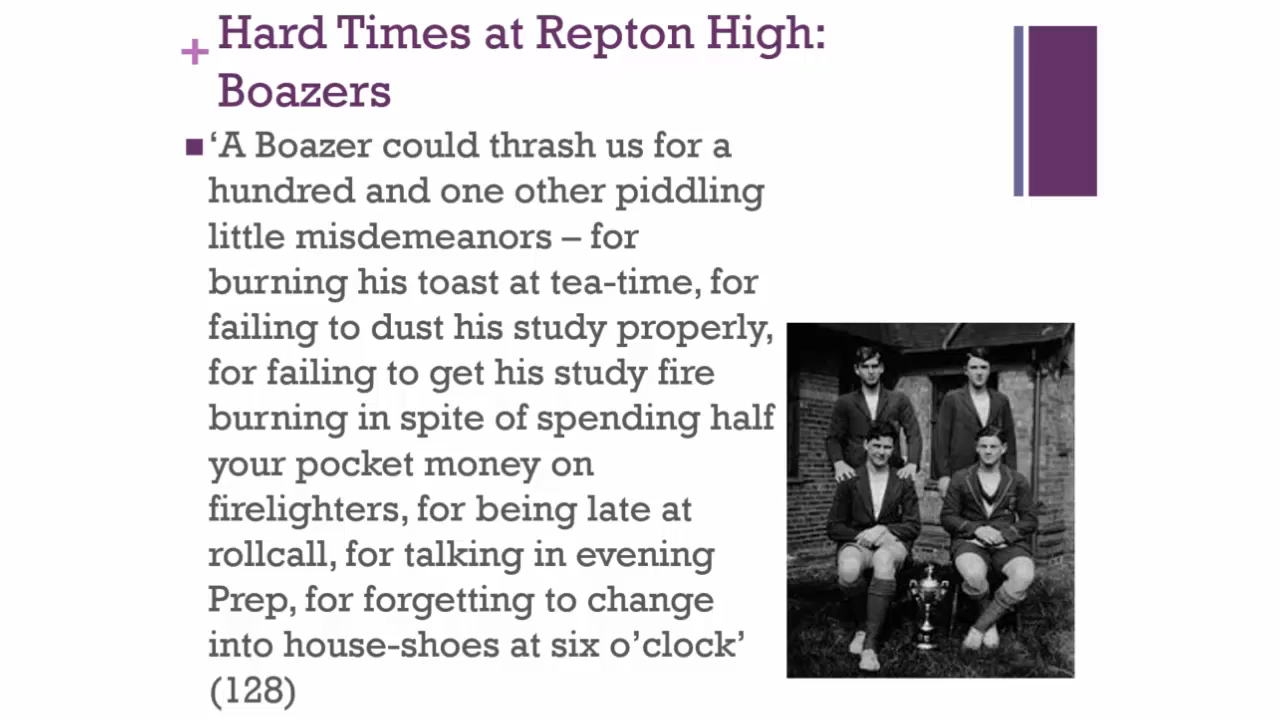 + Hard Times at Repton High:
Boazers
‘A Boazer could thrash us for a
hundred and one other piddling
little misdemeanors – for
burning his toast at tea-time, for
failing to dust his study properly,
for failing to get his study fire
burning in spite of spending half
your pocket money on
firelighters, for being late at
rollcall, for talking in evening
Prep, for forgetting to change
into house-shoes at six o’clock’
(128)